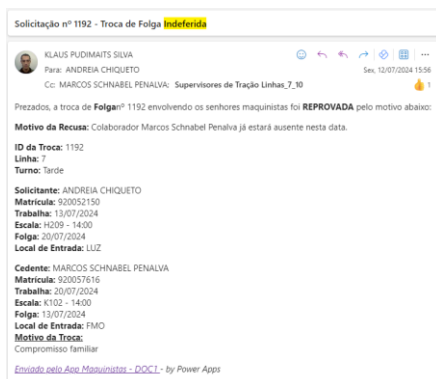 Solicitação nº 1192 - Troca de Folga Indeferida
KLAUS PUDIMAITS SILVA
Para: ANDREIA CHIQUETO
Sex, 12/07/2024 15:56
Cc: MARCOS SCHNABEL PENALVA; Supervisores de Tração Linhas_7_10
1
Prezados, a troca de Folganº 1192 envolvendo os senhores maquinistas foi REPROVADA pelo motivo abaixo:
Motivo da Recusa: Colaborador Marcos Schnabel Penalva já estará ausente nesta data.
ID da Troca: 1192
Linha: 7
Turno: Tarde
Solicitante: ANDREIA CHIQUETO
Matrícula: 920052150
Trabalha: 13/07/2024
Escala: H209 - 14:00
Folga: 20/07/2024
Local de Entrada: LUZ
Cedente: MARCOS SCHNABEL PENALVA
Matrícula: 920057616
Trabalha: 20/07/2024
Escala: K102 - 14:00
Folga: 13/07/2024
Local de Entrada: FMO
Motivo da Troca:
Compromisso familiar
Enviado pelo App Maquinistas - DOC1 - by Power Apps